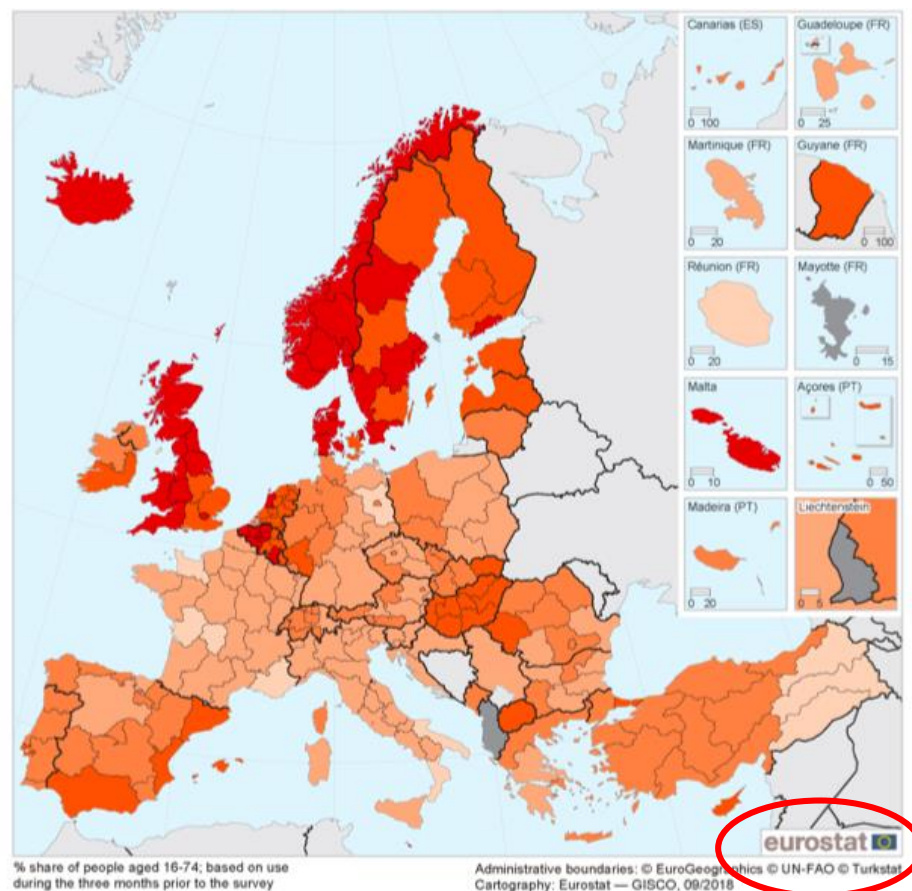 Canarias (ES)
0 100
Guadeloupe (FR)
0 25
Martinique (FR)
0 20
Guyane (FR)
0 100
Réunion (FR)
0 20
Mayotte (FR)
0 15
Malta
0 10
Açores (PT)
0 50
Madeira (PT)
0 20
Liechtenstein
0 5
eurostat
% share of people aged 16-74; based on use
during the three months prior to the survey
Administrative boundaries: © EuroGeographics © UN-FAO © Turkstat
Cartography: Eurostat — GISCO, 09/2018